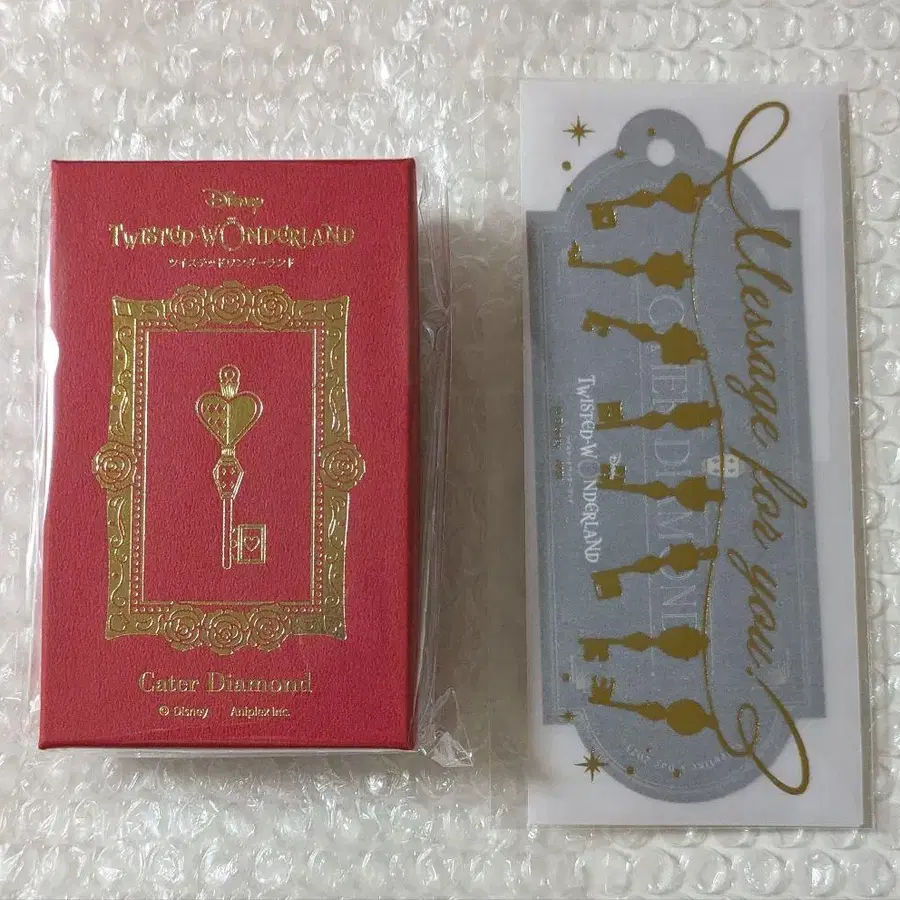 Disney
TWISTED-WONDERLAND
ツイステッドワンダーランド
Cater Diamond
© Disney Aniplex Inc.
Message for you!
CATER DIAMOND
Disney
TWISTED-WONDERLAND